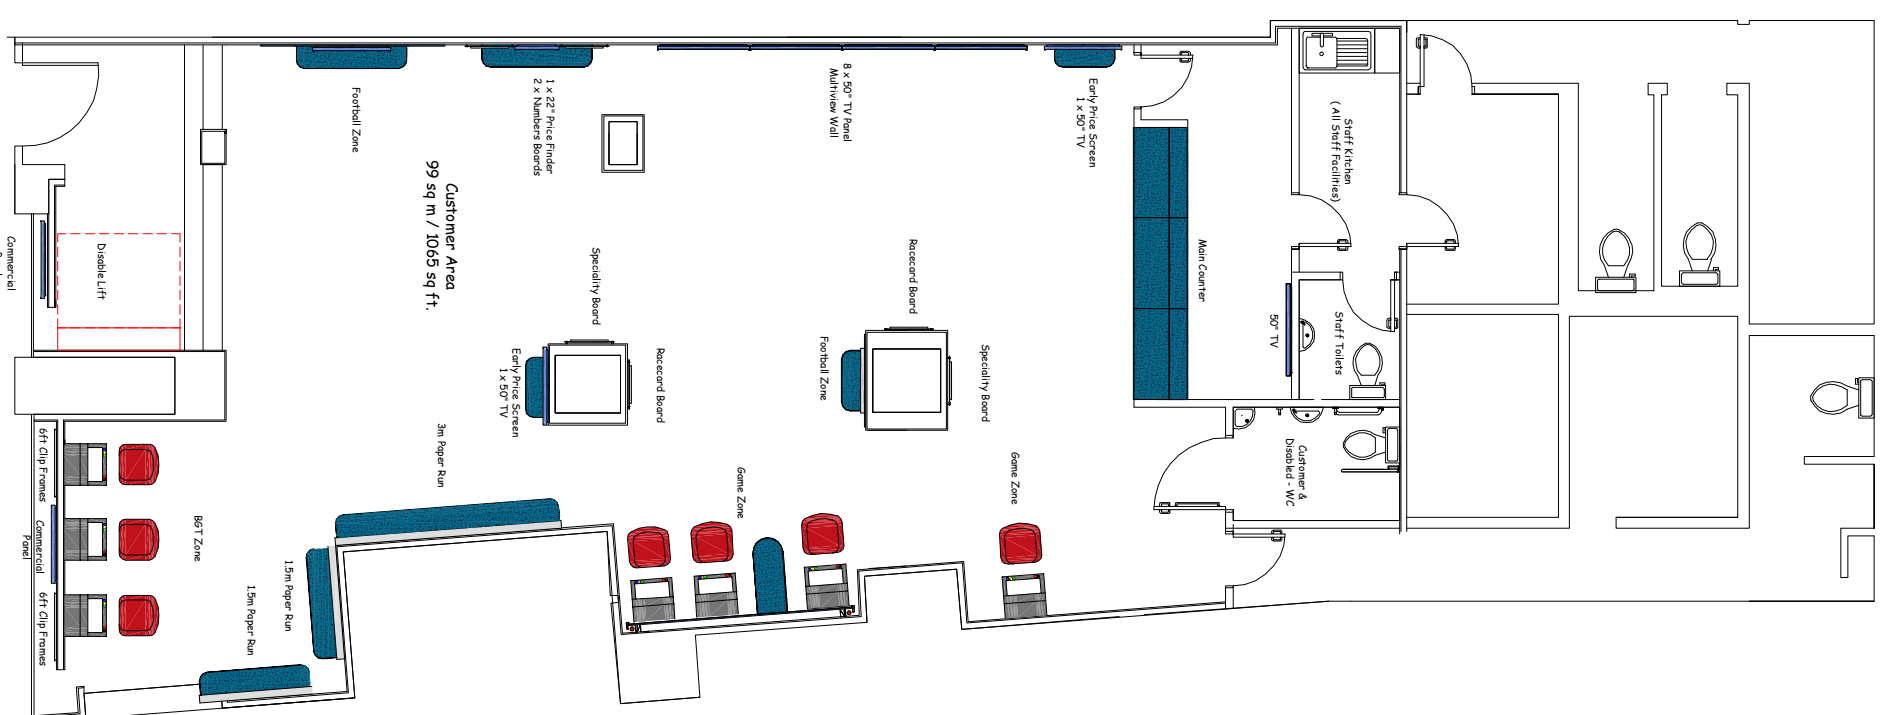 Football Zone
1 x 22" Price Finder
2 x Numbers Boards
8 x 50" TV Panel
Multiview Wall
Early Price Screen
1 x 50" TV
Staff Kitchen
( All Staff Facilities)
Customer Area
99 sq m / 1065 sq ft.
Commercial
Disable Lift
Speciality Board
Racecard Board
Main Counter
50" TV
Staff Toilets
Early Price Screen
1 x 50" TV
Racecard Board
Football Zone
Speciality Board
3m Paper Run
Game Zone
Game Zone
Customer &
Disabled - WC
6ft Clip Frames
Commercial
Panel
6ft Clip Frames
BGT Zone
1.5m Paper Run
1.5m Paper Run